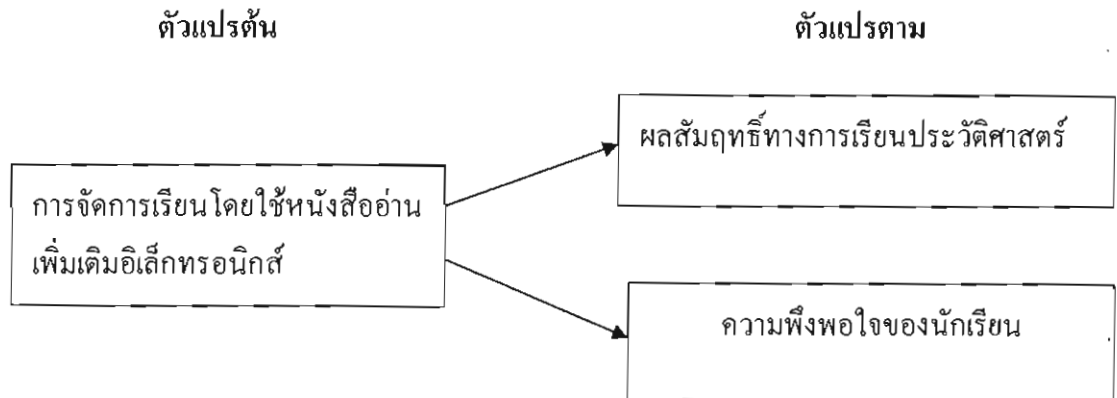 ตัวแปรต้น
ตัวแปรตาม
ผลสัมฤทธิ์ทางการเรียนประวัติศาสตร์
การจัดการเรียนโดยใช้หนังสืออ่าน
เพิ่มเติมอิเล็กทรอนิกส์
ความพึงพอใจของนักเรียน